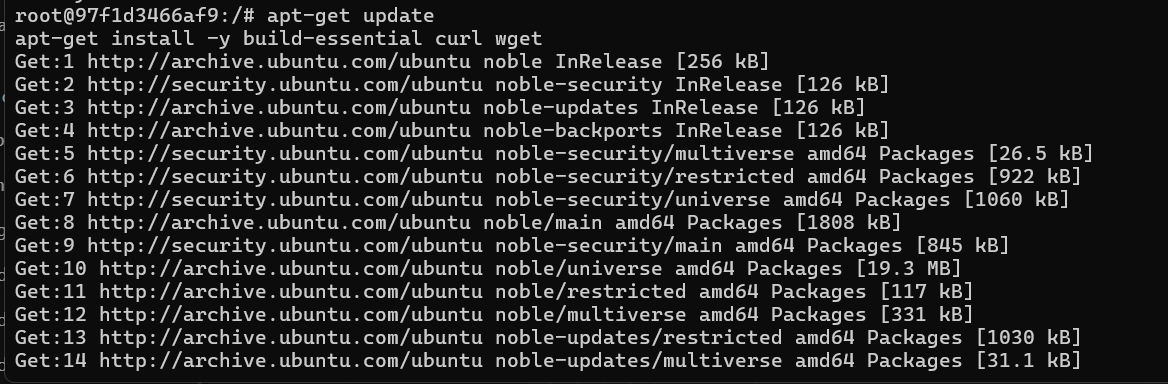 root@97f1d3466af9:/# apt-get update
apt-get install -y build-essential curl wget
Get:1 http://archive.ubuntu.com/ubuntu noble InRelease [256 kB]
Get:2 http://security.ubuntu.com/ubuntu noble-security InRelease [126 kB]
Get:3 http://archive.ubuntu.com/ubuntu noble-updates InRelease [126 kB]
Get:4 http://archive.ubuntu.com/ubuntu noble-backports InRelease [126 kB]
Get:5 http://security.ubuntu.com/ubuntu noble-security/multiverse amd64 Packages [26.5 kB]
Get:6 http://security.ubuntu.com/ubuntu noble-security/restricted amd64 Packages [922 kB]
Get:7 http://security.ubuntu.com/ubuntu noble-security/universe amd64 Packages [1060 kB]
Get:8 http://archive.ubuntu.com/ubuntu noble/main amd64 Packages [1808 kB]
Get:9 http://security.ubuntu.com/ubuntu noble-security/main amd64 Packages [845 kB]
Get:10 http://archive.ubuntu.com/ubuntu noble/universe amd64 Packages [19.3 MB]
Get:11 http://archive.ubuntu.com/ubuntu noble/restricted amd64 Packages [117 kB]
Get:12 http://archive.ubuntu.com/ubuntu noble/multiverse amd64 Packages [331 kB]
Get:13 http://archive.ubuntu.com/ubuntu noble-updates/restricted amd64 Packages [1030 kB]
Get:14 http://archive.ubuntu.com/ubuntu noble-updates/multiverse amd64 Packages [31.1 kB]